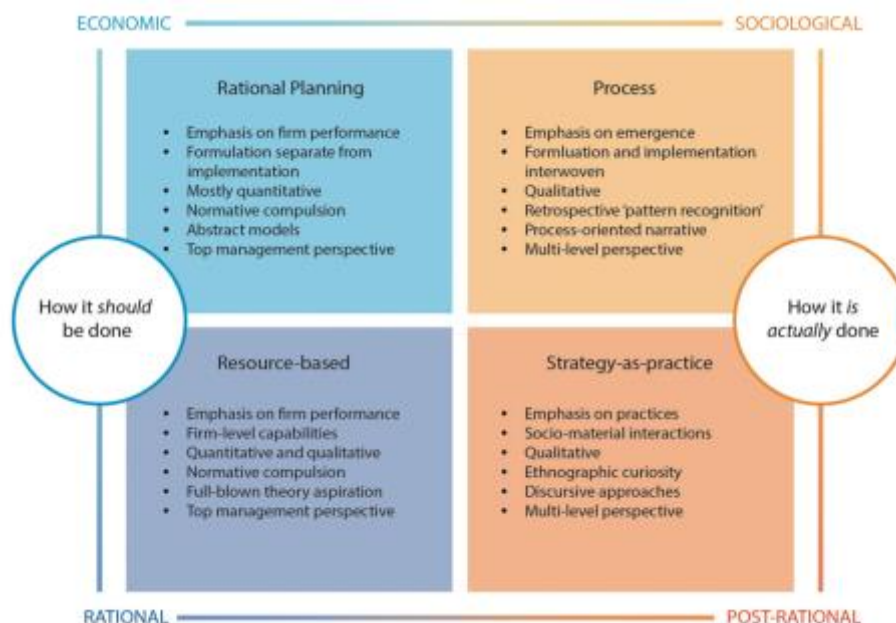 ECONOMIC
SOCIOLOGICAL
Rational Planning
• Emphasis on firm performance
• Formulation separate from
implementation
• Mostly quantitative
• Normative compulsion
• Abstract models
• Top management perspective
Process
• Emphasis on emergence
• Formluation and implementation
interwoven
• Qualitative
• Retrospective 'pattern recognition'
• Process-oriented narrative
• Multi-level perspective
How it should
be done
How it is
actually done
Resource-based
• Emphasis on firm performance
• Firm-level capabilities
• Quantitative and qualitative
• Normative compulsion
• Full-blown theory aspiration
• Top management perspective
Strategy-as-practice
• Emphasis on practices
• Socio-material interactions
• Qualitative
• Ethnographic curiosity
• Discursive approaches
• Multi-level perspective
RATIONAL
POST-RATIONAL